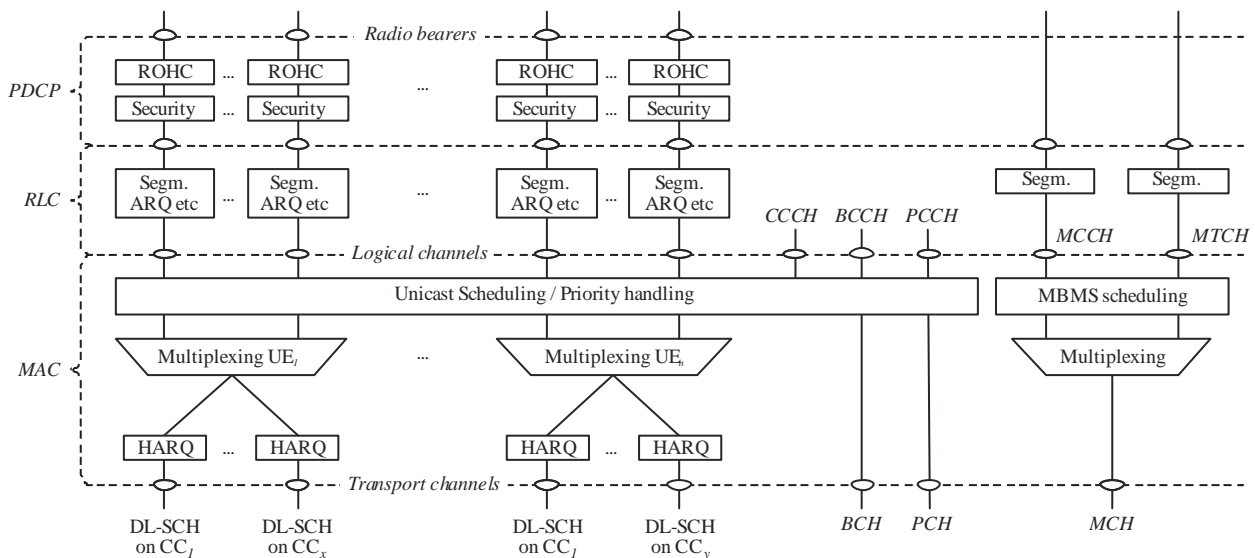 Radio bearers
PDCP
ROHC ... ROHC ... ROHC ... ROHC
Security ... Security Security ... Security
RLC
Segm. ARQ etc ... Segm. ARQ etc ... Segm. ARQ etc ... Segm. ARQ etc
Segm. Segm.
CCCH BCCH PCCH
MCCH MTCH
Logical channels
Unicast Scheduling / Priority handling MBMS scheduling
MAC
Multiplexing UE1 ... Multiplexing UEn Multiplexing
HARQ ... HARQ HARQ ... HARQ
Transport channels
DL-SCH DL-SCH DL-SCH DL-SCH BCH PCH MCH
on CC1 on CCx on CC1 on CCy